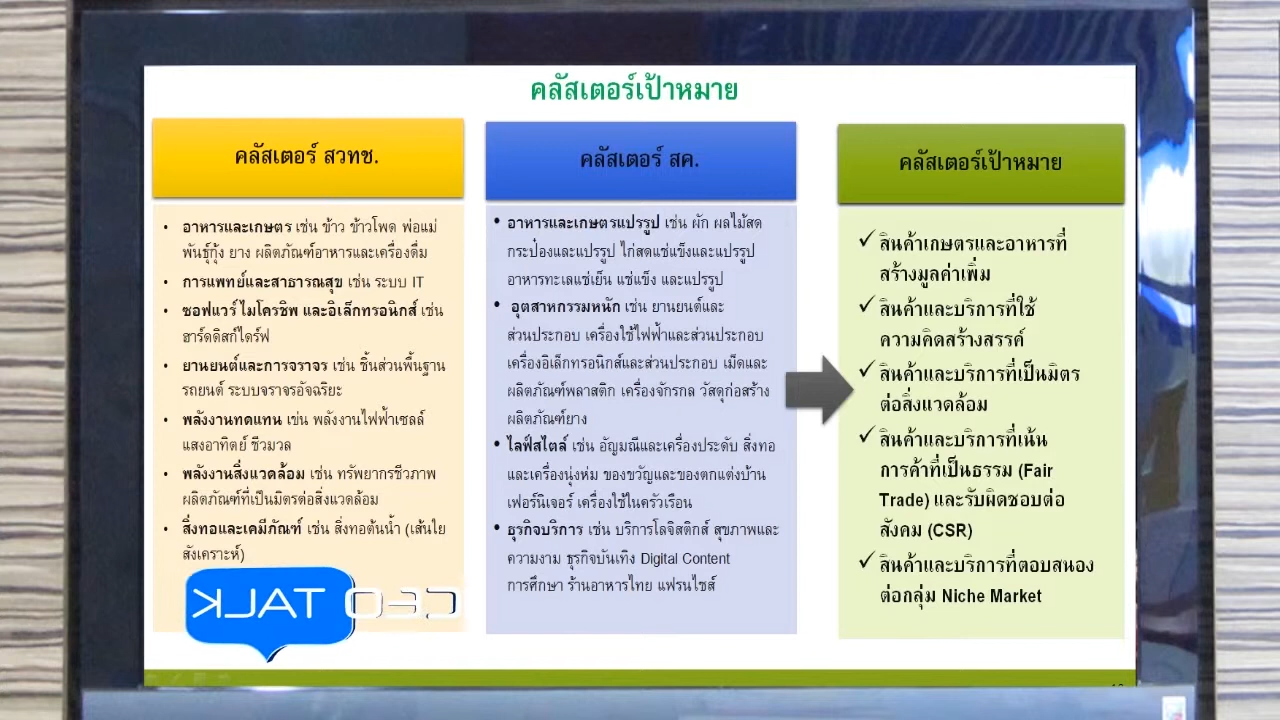 คลัสเตอร์เป้าหมาย
คลัสเตอร์ สวทช.
• อาหารและเกษตร เช่น ข้าว ข้าวโพด พ่อแม่
พันธุ์กุ้ง ยาง ผลิตภัณฑ์อาหารและเครื่องดื่ม
• การแพทย์และสาธารณสุข เช่น ระบบ IT
• ซอฟแวร์ ไมโครชิพ และอิเล็กทรอนิกส์ เช่น
ฮาร์ดดิสก์ไดร์ฟ
• ยานยนต์และการจราจร เช่น ชิ้นส่วนพื้นฐาน
รถยนต์ ระบบจราจรอัจฉริยะ
• พลังงานทดแทน เช่น พลังงานไฟฟ้าเซลล์
แสงอาทิตย์ ชีวมวล
• พลังงานสิ่งแวดล้อม เช่น ทรัพยากรชีวภาพ
ผลิตภัณฑ์ที่เป็นมิตรต่อสิ่งแวดล้อม
• สิ่งทอและเคมีภัณฑ์ เช่น สิ่งทอต้นน้ำ (เส้นใย
สังเคราะห์)
CEO TALK
คลัสเตอร์ สค.
• อาหารและเกษตรแปรรูป เช่น ผัก ผลไม้สด
กระป๋องและแปรรูป ไก่สดแช่แข็งและแปรรูป
อาหารทะเลแช่เย็น แช่แข็ง และแปรรูป
• อุตสาหกรรมหนัก เช่น ยานยนต์และ
ส่วนประกอบ เครื่องใช้ไฟฟ้าและส่วนประกอบ
เครื่องอิเล็กทรอนิกส์และส่วนประกอบ เม็ดและ
ผลิตภัณฑ์พลาสติก เครื่องจักรกล วัสดุก่อสร้าง
ผลิตภัณฑ์ยาง
• ไลฟ์สไตล์ เช่น อัญมณีและเครื่องประดับ สิ่งทอ
และเครื่องนุ่งห่ม ของขวัญและของตกแต่งบ้าน
เฟอร์นิเจอร์ เครื่องใช้ในครัวเรือน
• ธุรกิจบริการ เช่น บริการโลจิสติกส์ สุขภาพและ
ความงาม ธุรกิจบันเทิง Digital Content
การศึกษา ร้านอาหารไทย แฟรนไชส์
คลัสเตอร์เป้าหมาย
✓ สินค้าเกษตรและอาหารที่
สร้างมูลค่าเพิ่ม
✓ สินค้าและบริการที่ใช้
ความคิดสร้างสรรค์
✓ สินค้าและบริการที่เป็นมิตร
ต่อสิ่งแวดล้อม
✓ สินค้าและบริการที่เน้น
การค้าที่เป็นธรรม (Fair
Trade) และรับผิดชอบต่อ
สังคม (CSR)
✓ สินค้าและบริการที่ตอบสนอง
ต่อกลุ่ม Niche Market